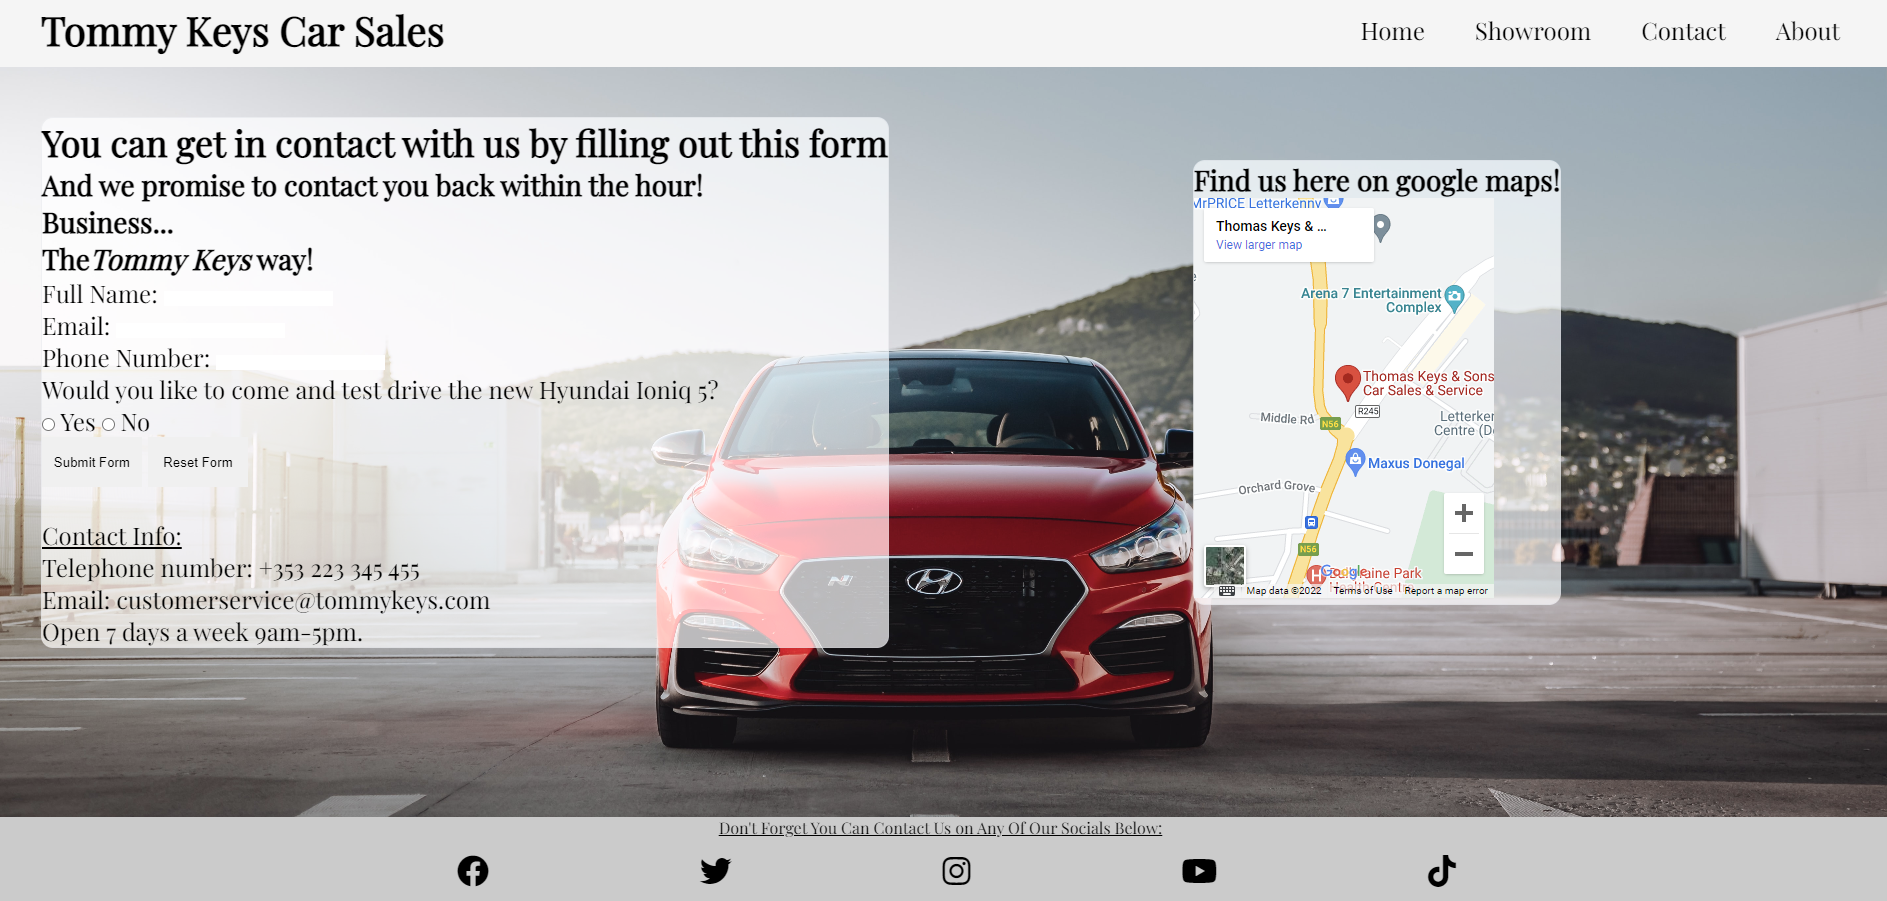 Tommy Keys Car Sales
Home Showroom Contact About
You can get in contact with us by filling out this form
And we promise to contact you back within the hour!
Business...
The Tommy Keys way!
Full Name:
Email:
Phone Number:
Would you like to come and test drive the new Hyundai Ioniq 5?
Yes No
Submit Form Reset Form
Contact Info:
Telephone number: +353 223 345 455
Email: customerservice@tommykeys.com
Open 7 days a week 9am-5pm.
Find us here on google maps!
MrPRICE Letterkenny
Thomas Keys & ...
View larger map
Arena 7 Entertainment
Complex
Thomas Keys & Sons
Car Sales & Service
R245
Middle Rd
N56
Letterker
Centre (D
Maxus Donegal
Orchard Grove
N56
Google
Park
Map data ©2022 Terms of Use Report a map error
Don't Forget You Can Contact Us on Any Of Our Socials Below: